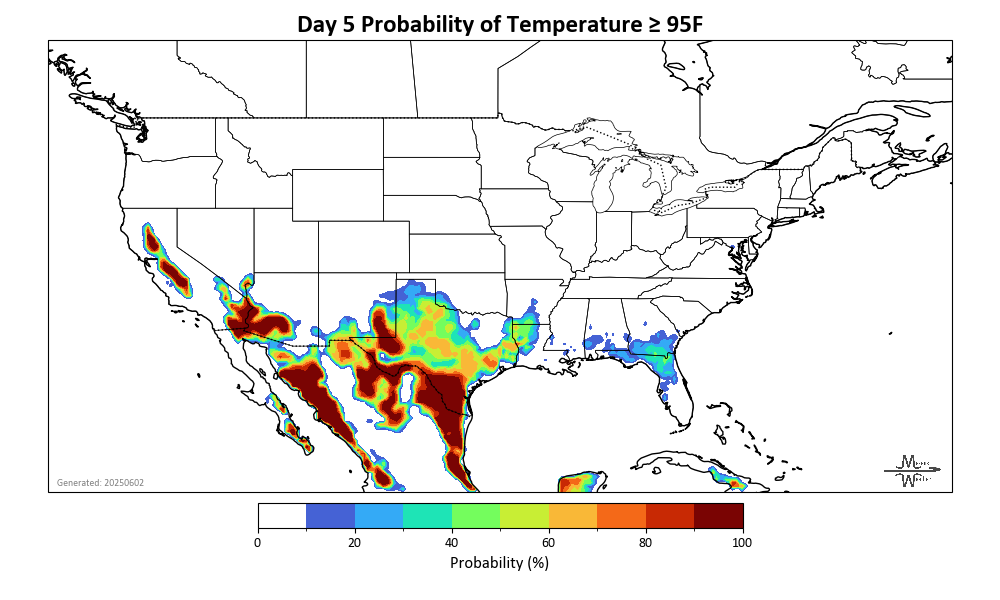 Day 5 Probability of Temperature ≥ 95F
Generated: 20250602
0 20 40 60 80 100
Probability (%)